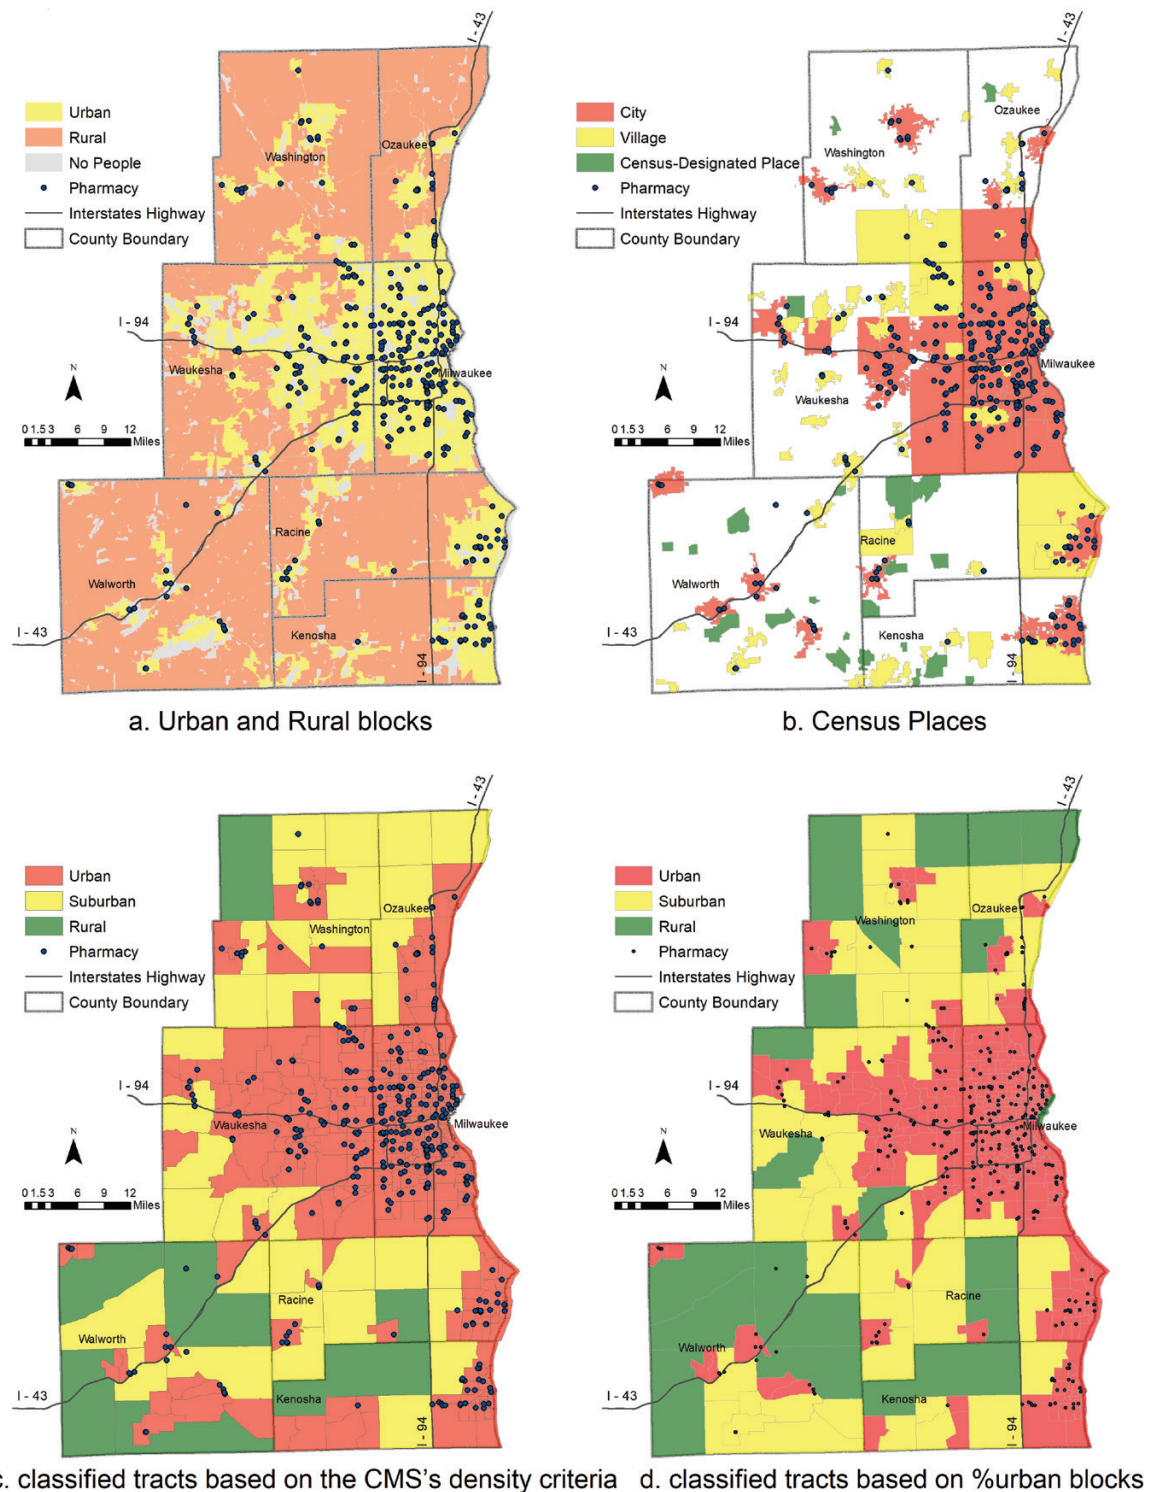 I - 43
Urban
Rural
No People
Pharmacy
Interstates Highway
County Boundary
Washington
Ozaukee
I - 94
Waukesha
Milwaukee
N
0 1.5 3 6 9 12
Miles
Racine
Walworth
Kenosha
I - 43
I - 94
a. Urban and Rural blocks
I - 43
City
Village
Census-Designated Place
Pharmacy
Interstates Highway
County Boundary
Ozaukee
Washington
I - 94
Milwaukee
Waukesha
N
0 1.5 3 6 9 12
Miles
Racine
Walworth
Kenosha
I - 43
I - 94
b. Census Places
I - 43
Urban
Suburban
Rural
Pharmacy
Interstates Highway
County Boundary
Ozaukee
Washington
I - 94
Waukesha
Milwaukee
N
0 1.5 3 6 9 12
Miles
Racine
Walworth
Kenosha
I - 43
I - 94
c. classified tracts based on the CMS's density criteria
I - 43
Urban
Suburban
Rural
Pharmacy
Interstates Highway
County Boundary
Ozaukee
Washington
I - 94
Milwaukee
Waukesha
N
0 1.5 3 6 9 12
Miles
Racine
Walworth
Kenosha
I - 43
I - 94
d. classified tracts based on %urban blocks